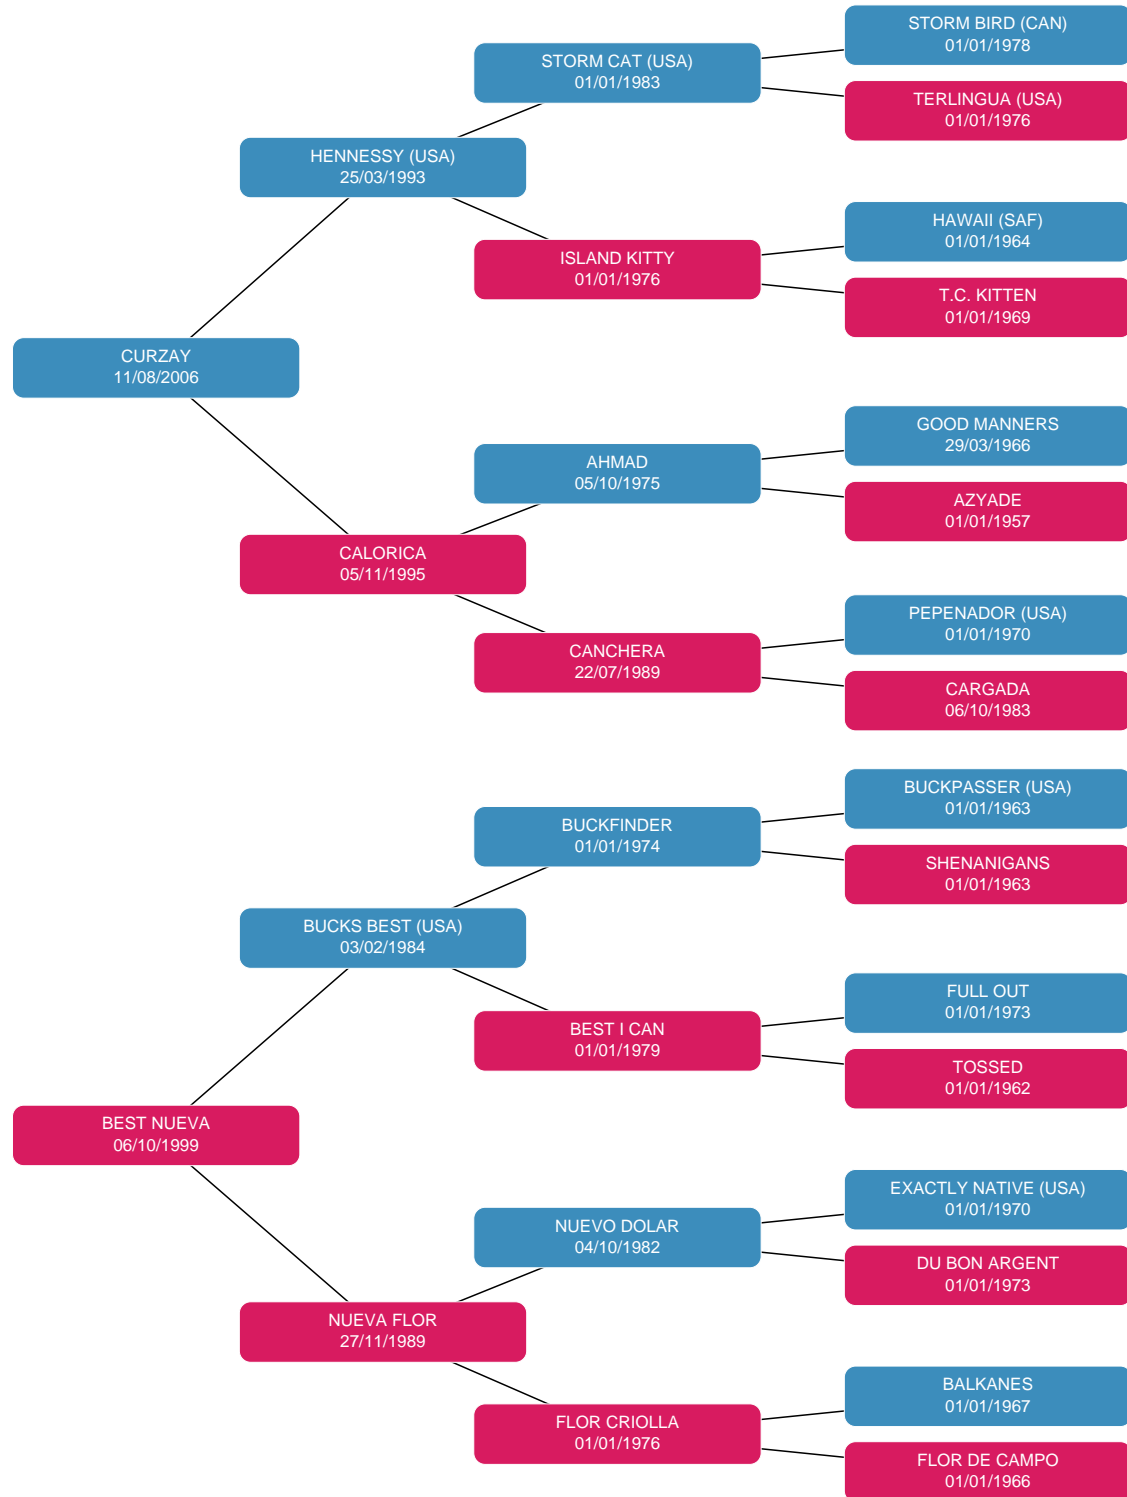 STORM BIRD (CAN)
01/01/1978
STORM CAT (USA)
01/01/1983
TERLINGUA (USA)
01/01/1976
HENNESSY (USA)
25/03/1993
HAWAII (SAF)
01/01/1964
ISLAND KITTY
01/01/1976
T.C. KITTEN
01/01/1969
CURZAY
11/08/2006
GOOD MANNERS
29/03/1966
AHMAD
05/10/1975
AZYADE
01/01/1957
CALORICA
05/11/1995
PEPENADOR (USA)
01/01/1970
CANCHERA
22/07/1989
CARGADA
06/10/1983
BUCKPASSER (USA)
01/01/1963
BUCKFINDER
01/01/1974
SHENANIGANS
01/01/1963
BUCKS BEST (USA)
03/02/1984
FULL OUT
01/01/1973
BEST I CAN
01/01/1979
TOSSED
01/01/1962
BEST NUEVA
06/10/1999
EXACTLY NATIVE (USA)
01/01/1970
NUEVO DOLAR
04/10/1982
DU BON ARGENT
01/01/1973
NUEVA FLOR
27/11/1989
BALKANES
01/01/1967
FLOR CRIOLLA
01/01/1976
FLOR DE CAMPO
01/01/1966